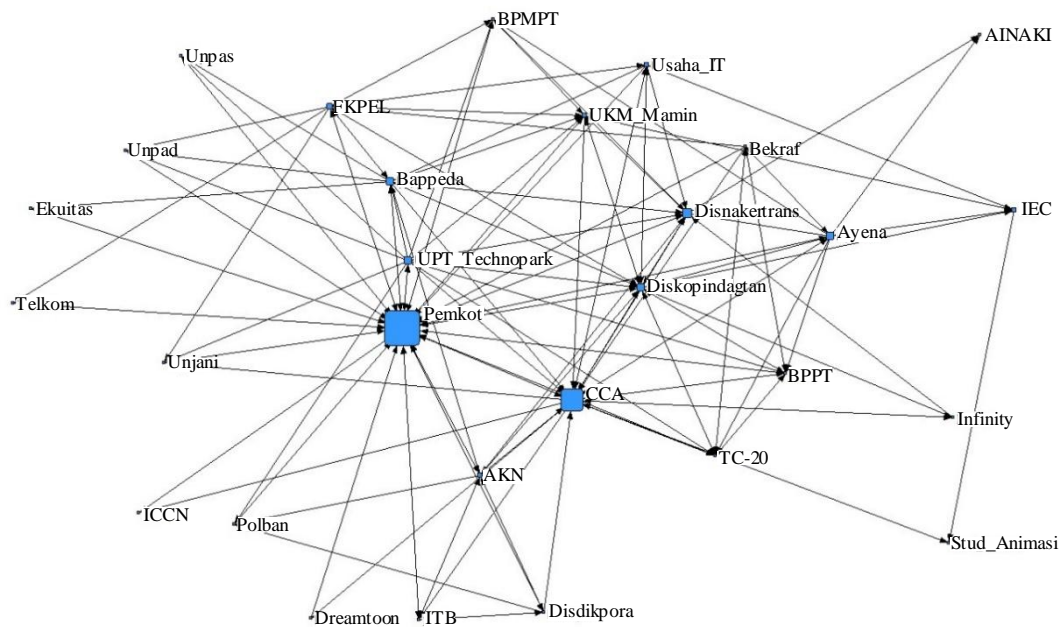 BPMPT
AINAKI
Unpas
Usaha_IT
FKPEL
UKM_Mamin
Unpad
Bekraf
Bappeda
Ekuitas
Disnakertrans
IEC
Ayena
UPT_Technopark
Diskopindagtan
Telkom
Pemkot
Unjani
BPPT
CCA
Infinity
TC-20
AKN
ICCN
Polban
Stud_Animasi
Disdikpora
Dreamtoon
ITB